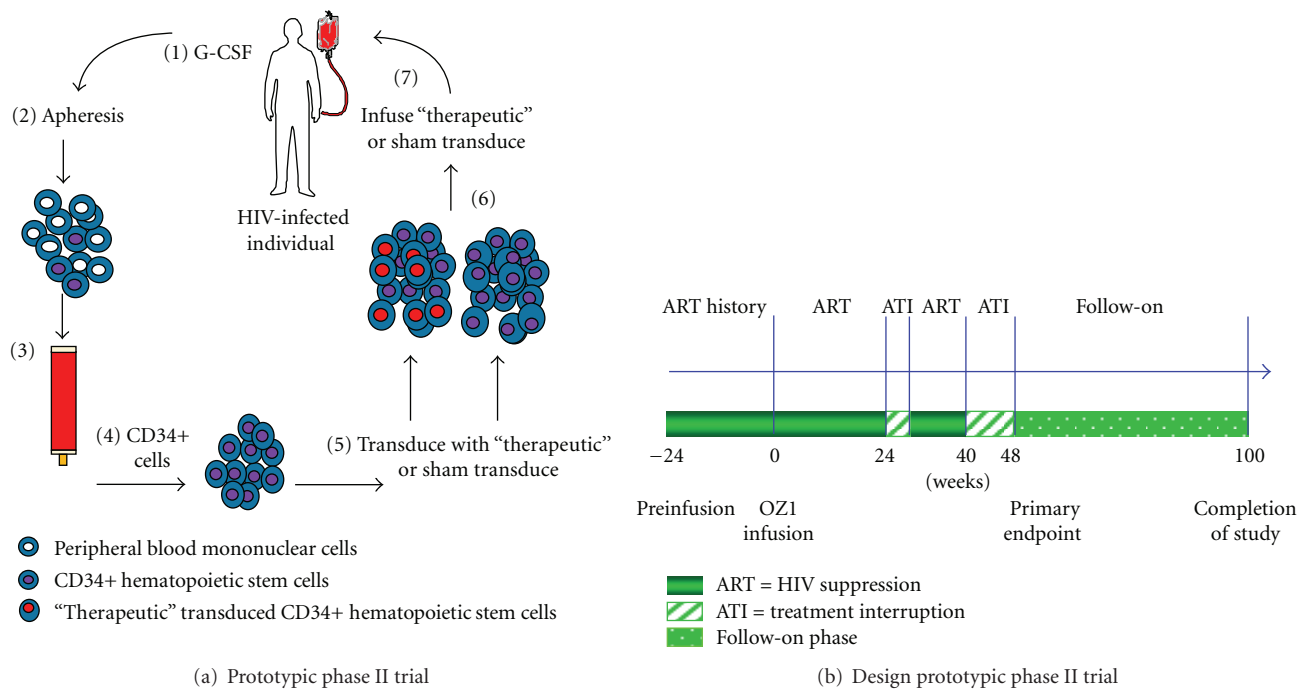 (1) G-CSF
(2) Apheresis
(3)
(4) CD34+
cells
(5) Transduce with “therapeutic”
or sham transduce
(6)
(7)
Infuse “therapeutic”
or sham transduce
HIV-infected
individual
Peripheral blood mononuclear cells
CD34+ hematopoietic stem cells
“Therapeutic” transduced CD34+ hematopoietic stem cells
(a) Prototypic phase II trial
ART history ART ATI ART ATI Follow-on
−24 0 24 40 48 100
(weeks)
Preinfusion OZ1 Primary Completion
infusion endpoint of study
ART = HIV suppression
ATI = treatment interruption
Follow-on phase
(b) Design prototypic phase II trial